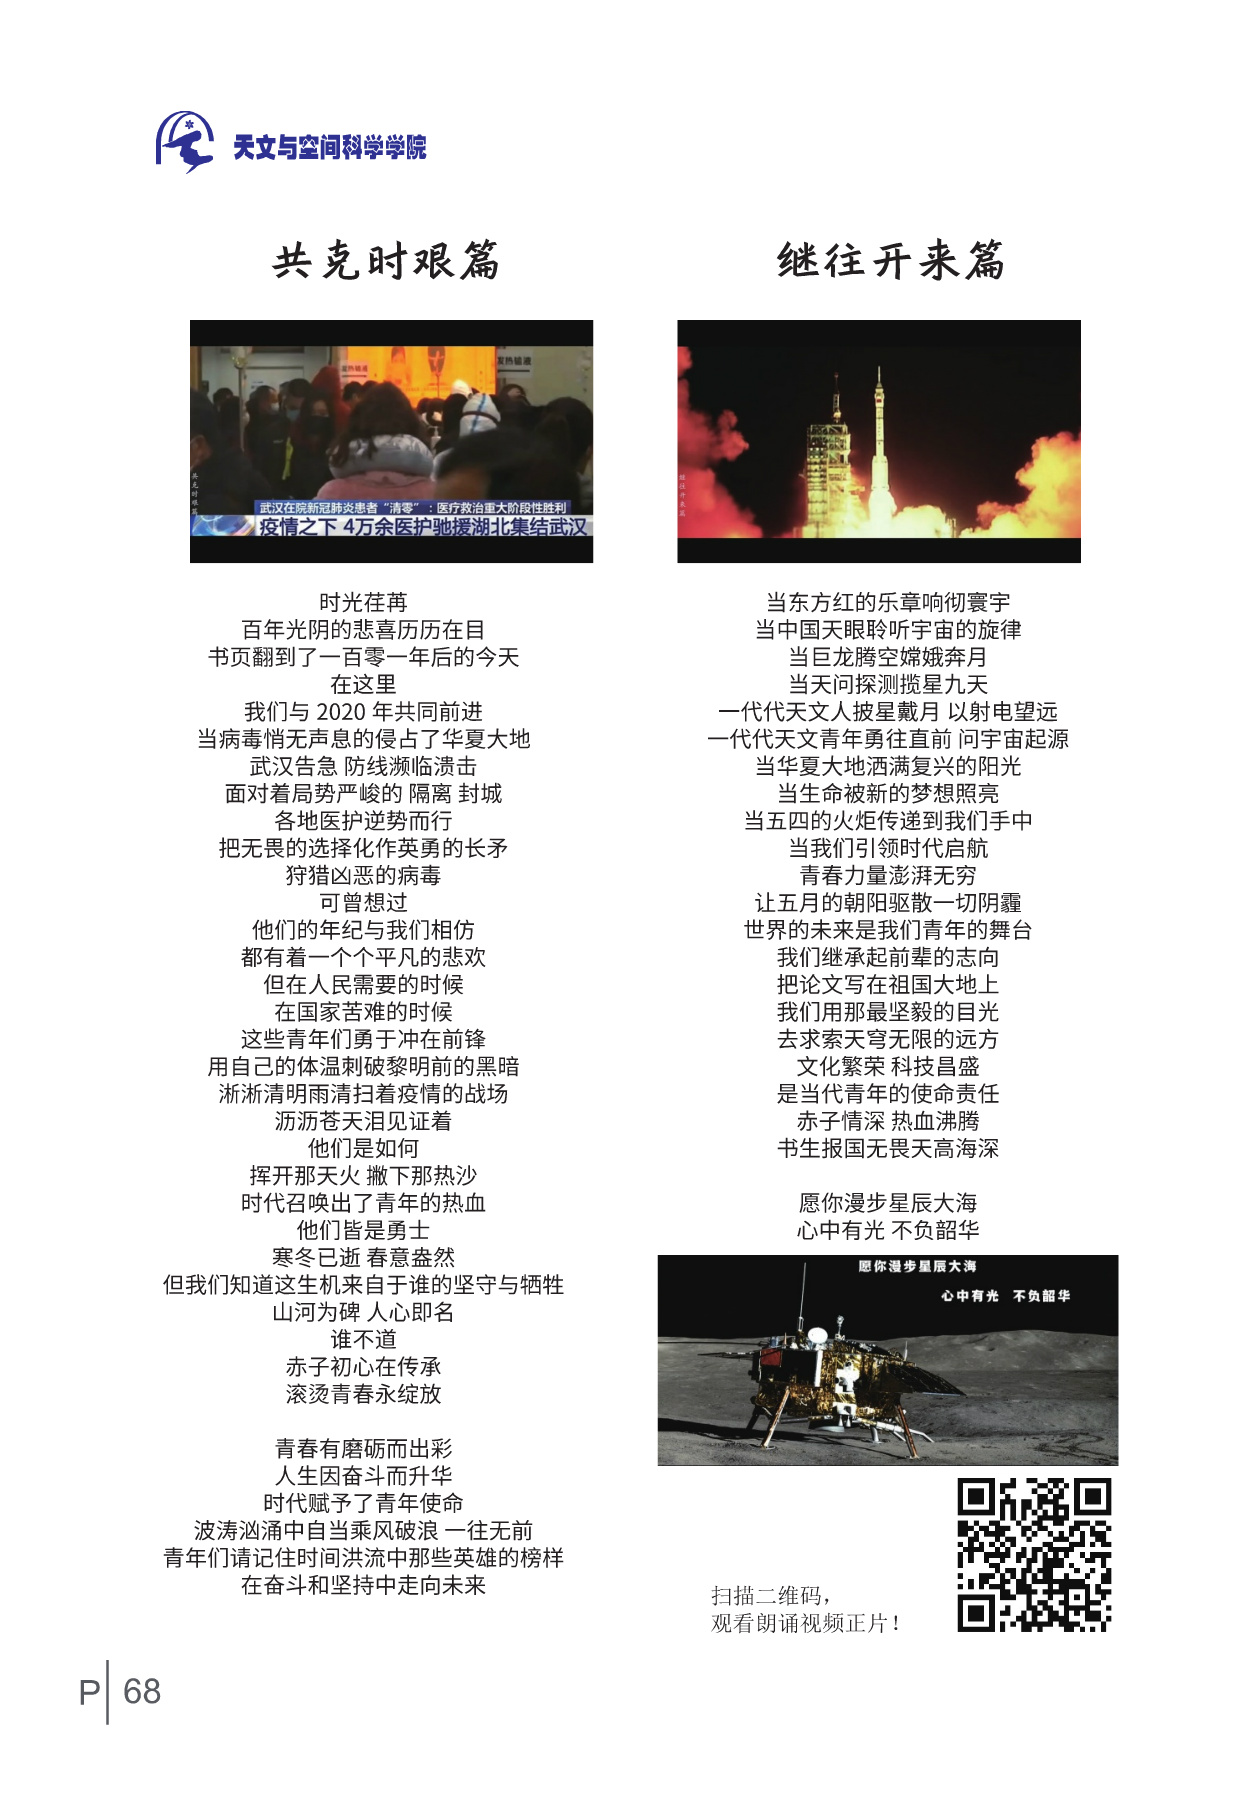 天文与空间科学学院
共克时艰篇
发热输液
发热输液
共克时艰篇
武汉在院新冠肺炎患者“清零”：医疗救治重大阶段性胜利
疫情之下 4万余医护驰援湖北集结武汉
时光荏苒
百年光阴的悲喜历历在目
书页翻到了一百零一年后的今天
在这里
我们与 2020 年共同前进
当病毒悄无声息的侵占了华夏大地
武汉告急 防线濒临溃击
面对着局势严峻的 隔离 封城
各地医护逆势而行
把无畏的选择化作英勇的长矛
狩猎凶恶的病毒
可曾想过
他们的年纪与我们相仿
都有着一个个平凡的悲欢
但在人民需要的时候
在国家苦难的时候
这些青年们勇于冲在前锋
用自己的体温刺破黎明前的黑暗
淅淅清明雨清扫着疫情的战场
沥沥苍天泪见证着
他们是如何
挥开那天火 撇下那热沙
时代召唤出了青年的热血
他们皆是勇士
寒冬已逝 春意盎然
但我们知道这生机来自于谁的坚守与牺牲
山河为碑 人心即名
谁不道
赤子初心在传承
滚烫青春永绽放
青春有磨砺而出彩
人生因奋斗而升华
时代赋予了青年使命
波涛汹涌中自当乘风破浪 一往无前
青年们请记住时间洪流中那些英雄的榜样
在奋斗和坚持中走向未来
继往开来篇
继往开来篇
当东方红的乐章响彻寰宇
当中国天眼聆听宇宙的旋律
当巨龙腾空嫦娥奔月
当天问探测揽星九天
一代代天文人披星戴月 以射电望远
一代代天文青年勇往直前 问宇宙起源
当华夏大地洒满复兴的阳光
当生命被新的梦想照亮
当五四的火炬传递到我们手中
当我们引领时代启航
青春力量澎湃无穷
让五月的朝阳驱散一切阴霾
世界的未来是我们青年的舞台
我们继承起前辈的志向
把论文写在祖国大地上
我们用那最坚毅的目光
去求索天穹无限的远方
文化繁荣 科技昌盛
是当代青年的使命责任
赤子情深 热血沸腾
书生报国无畏天高海深
愿你漫步星辰大海
心中有光 不负韶华
愿你漫步星辰大海
心中有光 不负韶华
扫描二维码，
观看朗诵视频正片！
P 68